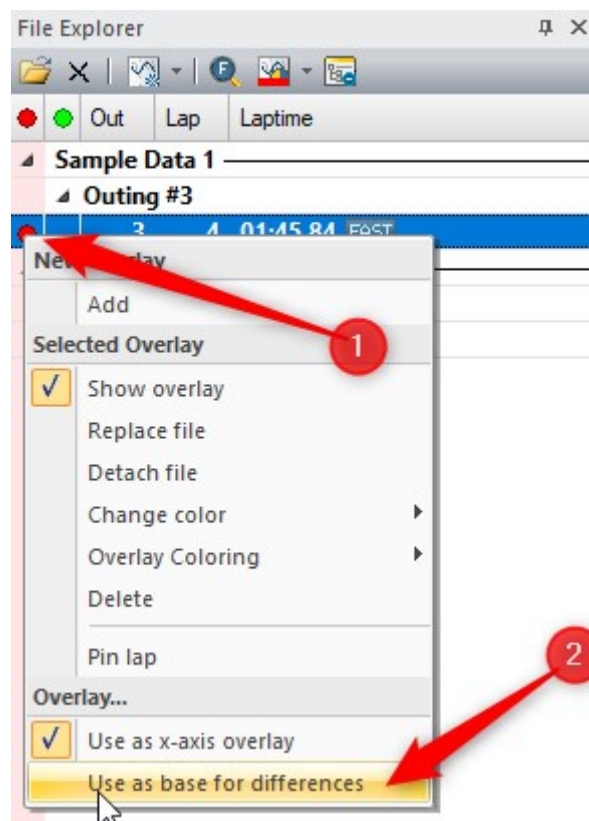 File Explorer
Out Lap Laptime
Sample Data 1
Outing #3
3 4 01:45.84 FAST
New Overlay
Add
1
Selected Overlay
Show overlay
Replace file
Detach file
Change color
Overlay Coloring
Delete
Pin lap
2
Overlay...
Use as x-axis overlay
Use as base for differences